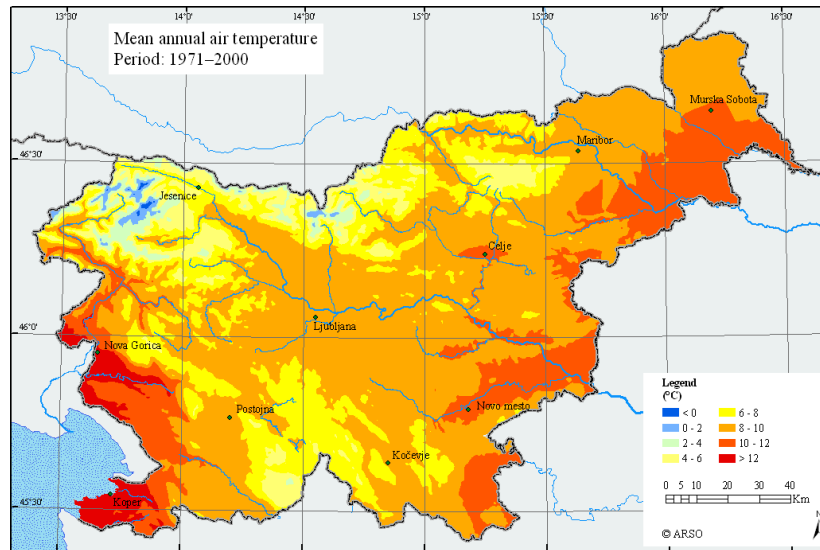 13°30' 14°0' 14°30' 15°0' 15°30' 16°0' 16°30'
Mean annual air temperature
Period: 1971–2000
Murska Sobota
Maribor
46°30'
Jesenice
Celje
46°0'
Ljubljana
Nova Gorica
Postojna
Novo mesto
Kočevje
Koper
45°30'
Legend
(°C)
< 0 6 - 8
0 - 2 8 - 10
2 - 4 10 - 12
4 - 6 > 12
0 5 10 20 30 40
Km
N
© ARSO